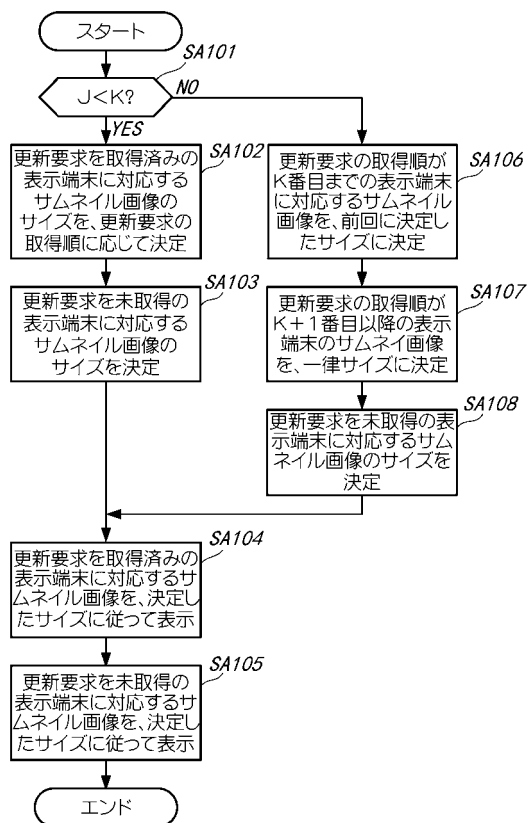 スタート
SA101
J<K?
NO
YES
SA102
更新要求を取得済みの
表示端末に対応する
サムネイル画像の
サイズを、更新要求の
取得順に応じて決定
SA103
更新要求を未取得の
表示端末に対応する
サムネイル画像の
サイズを決定
SA106
更新要求の取得順が
K番目までの表示端末
に対応するサムネイル
画像を、前回に決定し
たサイズに決定
SA107
更新要求の取得順が
K+1番目以降の表示
端末のサムネイ画像
を、一律サイズに決定
SA108
更新要求を未取得の表
示端末に対応するサム
ネイル画像のサイズを
決定
SA104
更新要求を取得済みの
表示端末に対応するサ
ムネイル画像を、決定し
たサイズに従って表示
SA105
更新要求を未取得の
表示端末に対応するサ
ムネイル画像を、決定し
たサイズに従って表示
エンド